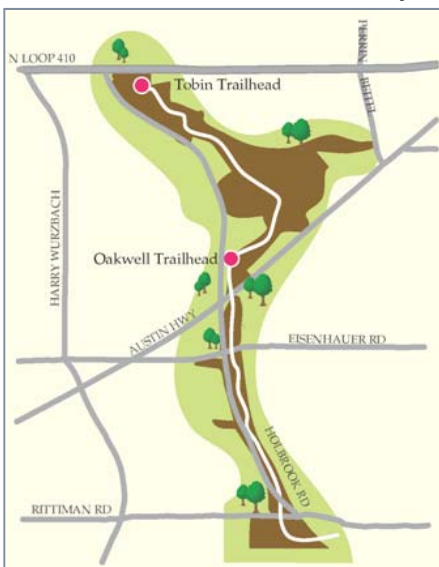 N LOOP 410
PERRIN BEITEL
Tobin Trailhead
HARRY WURZBACH
Oakwell Trailhead
AUSTIN HWY
EISENHAUER RD
HOLBROOK RD
RITTIMAN RD